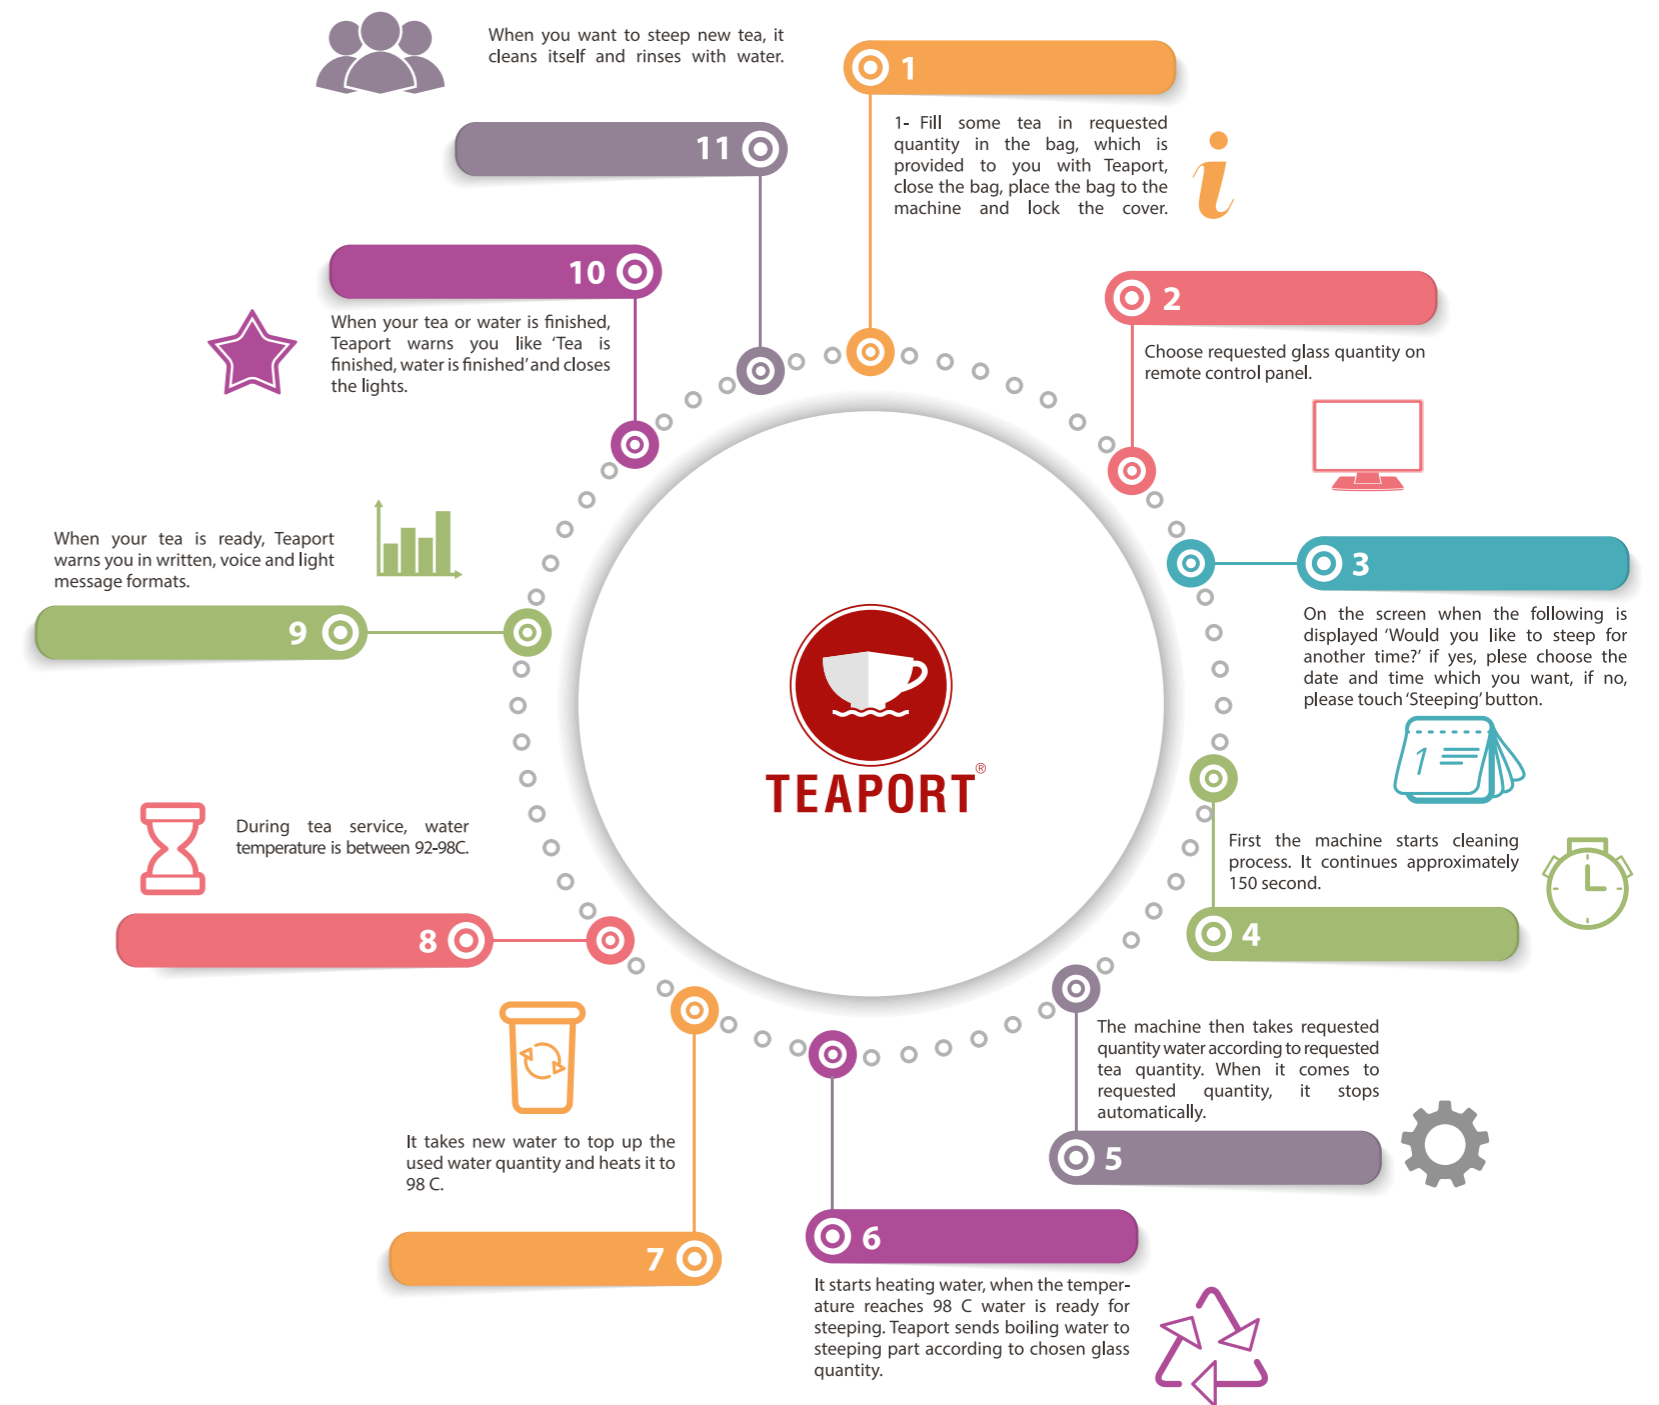 1
1- Fill some tea in requested
quantity in the bag, which is
provided to you with Teaport,
close the bag, place the bag to the
machine and lock the cover.
2
Choose requested glass quantity on
remote control panel.
3
On the screen when the following is
displayed ‘Would you like to steep for
another time?’ if yes, plese choose the
date and time which you want, if no,
please touch ‘Steeping’ button.
1
First the machine starts cleaning
process. It continues approximately
150 second.
4
The machine then takes requested
quantity water according to requested
tea quantity. When it comes to
requested quantity, it stops
automatically.
5
6
It starts heating water, when the temper-
ature reaches 98 C water is ready for
steeping. Teaport sends boiling water to
steeping part according to chosen glass
quantity.
It takes new water to top up the
used water quantity and heats it to
98 C.
7
During tea service, water
temperature is between 92-98C.
8
When your tea is ready, Teaport
warns you in written, voice and light
message formats.
9
10
When your tea or water is finished,
Teaport warns you like ‘Tea is
finished, water is finished’ and closes
the lights.
When you want to steep new tea, it
cleans itself and rinses with water.
11
TEAPORT®